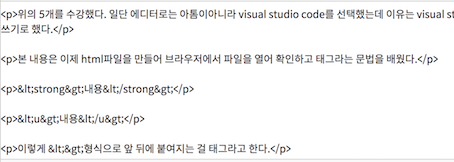 <p>위의 5개를 수강했다. 일단 에디터로는 아톰이아니라 visual studio code를 선택했는데 이유는 visual st
쓰기로 했다.</p>
<p>본 내용은 이제 html파일을 만들어 브라우저에서 파일을 열어 확인하고 태그라는 문법을 배웠다.</p>
<p>&lt;strong&gt;내용&lt;/strong&gt;</p>
<p>&lt;u&gt;내용&lt;/u&gt;</p>
<p>이렇게 &lt;&gt;형식으로 앞 뒤에 붙여지는 걸 태그라고 한다.</p>